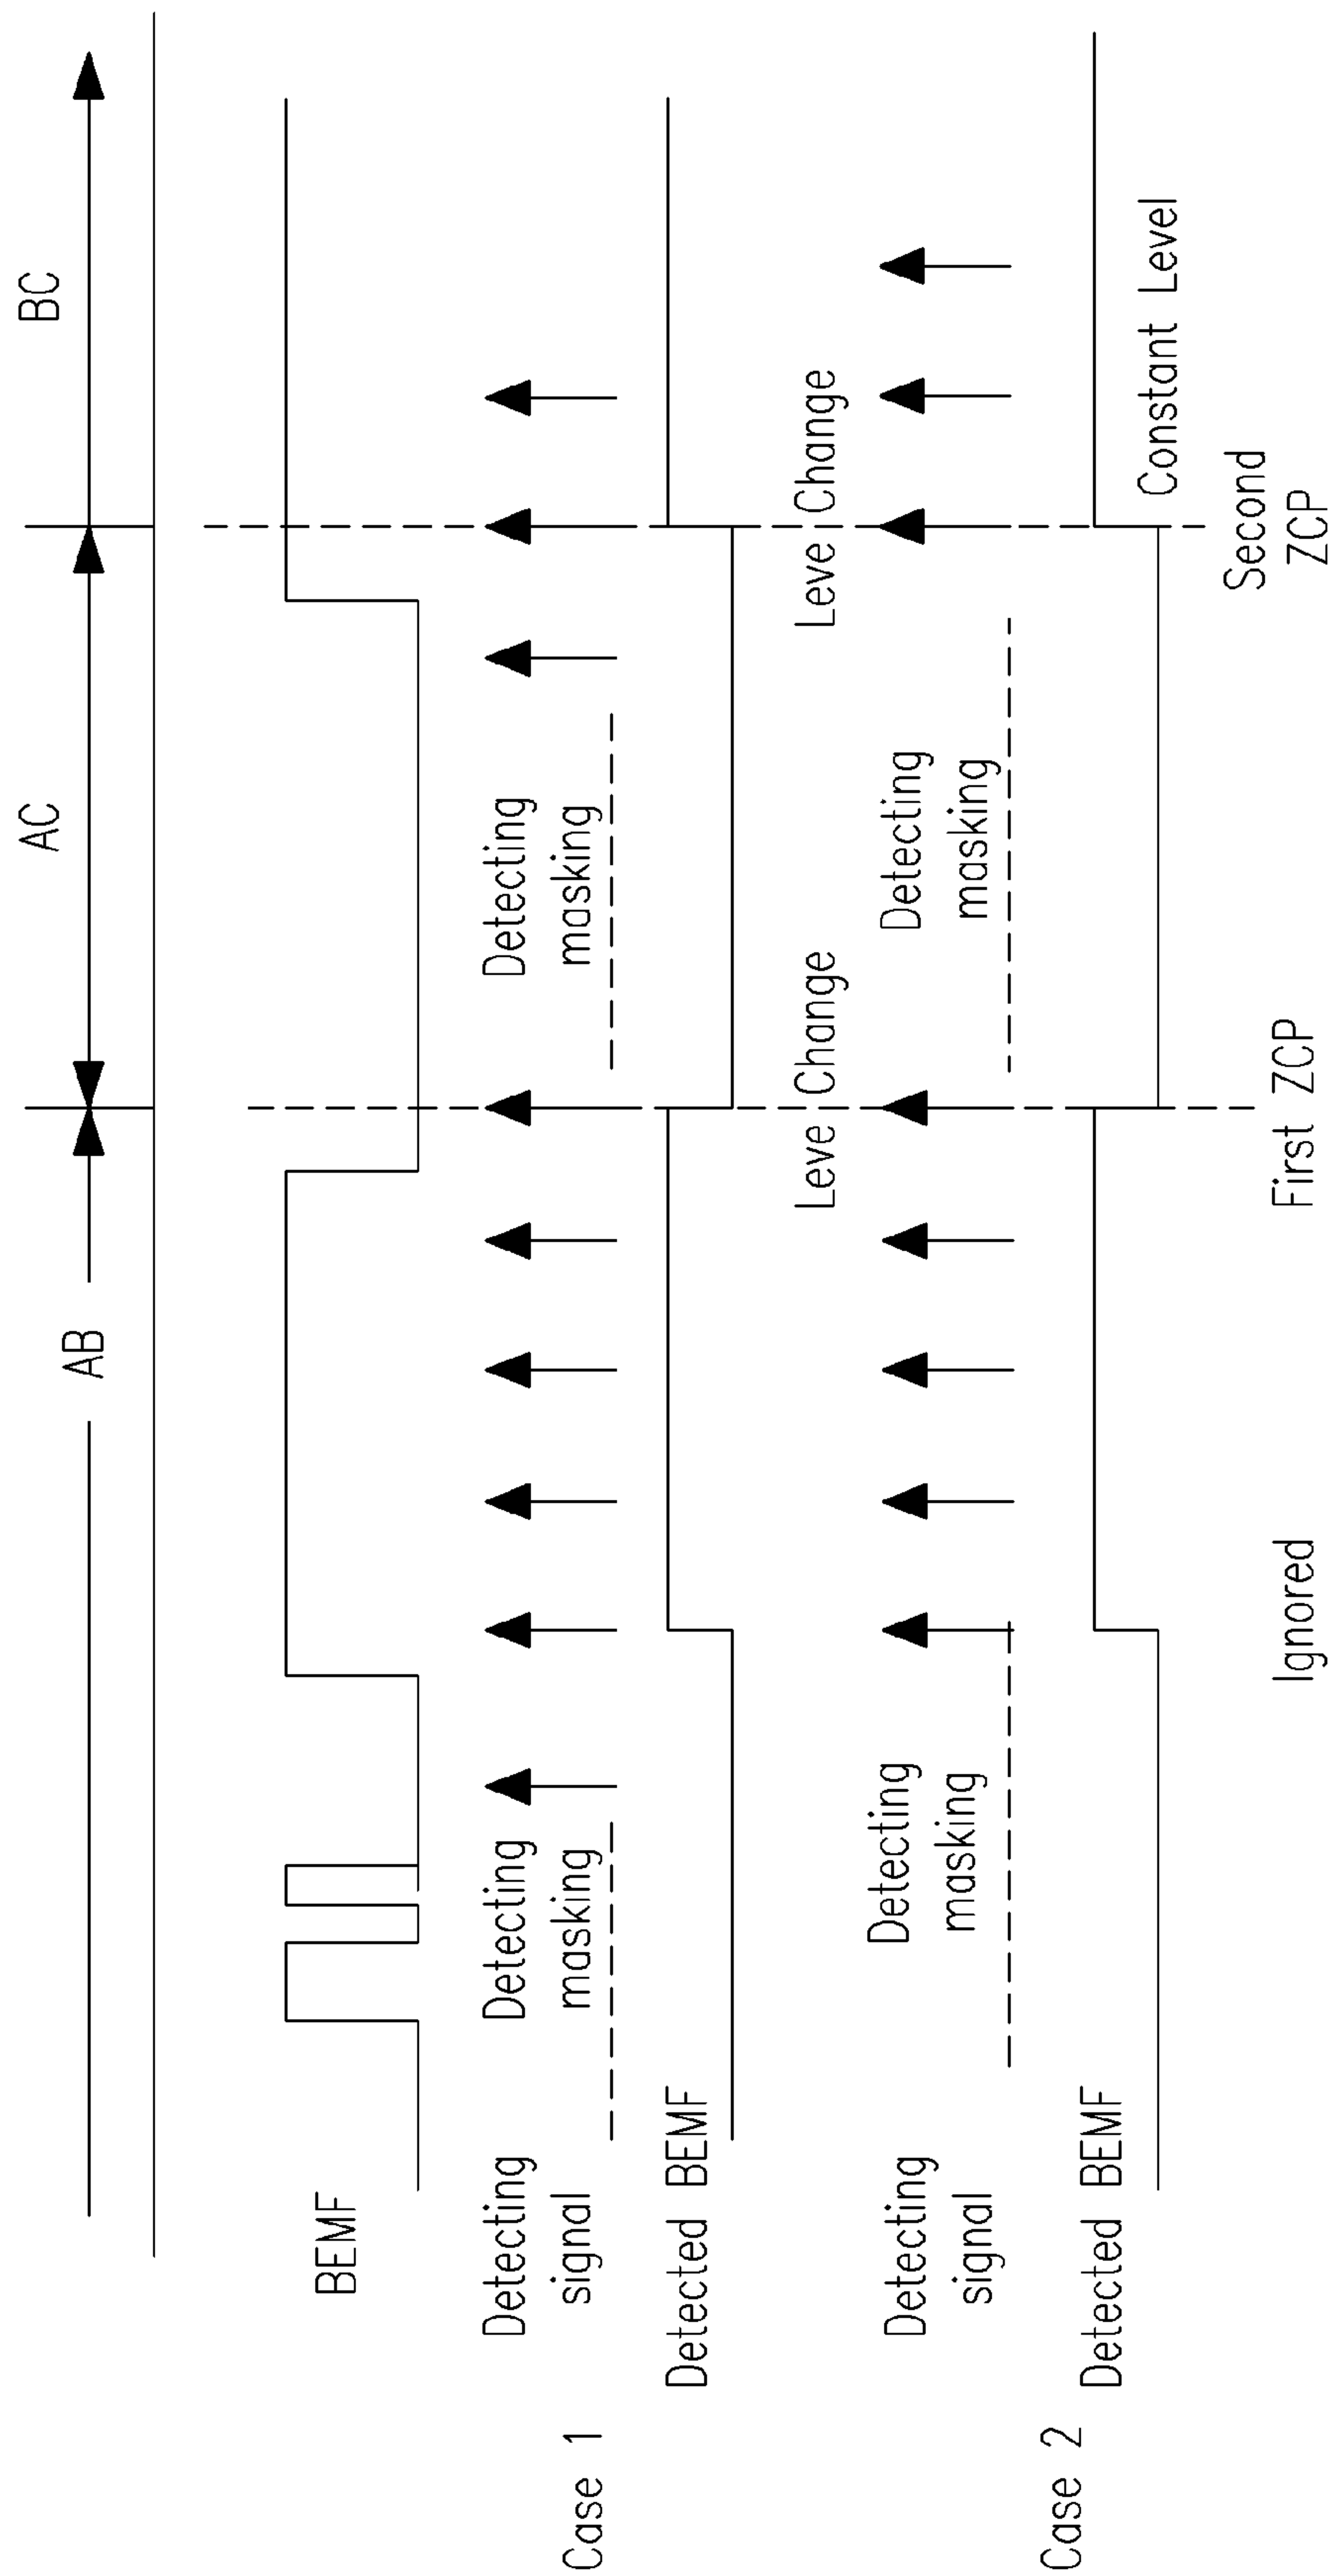 AB
AC
BC
BEMF
Case 1
Detecting
signal
Detecting
masking
Detecting
masking
Detected BEMF
Leve Change
Leve Change
Case 2
Detecting
signal
Detecting
masking
Detecting
masking
Detected BEMF
Constant Level
Ignored
First ZCP
Second
ZCP